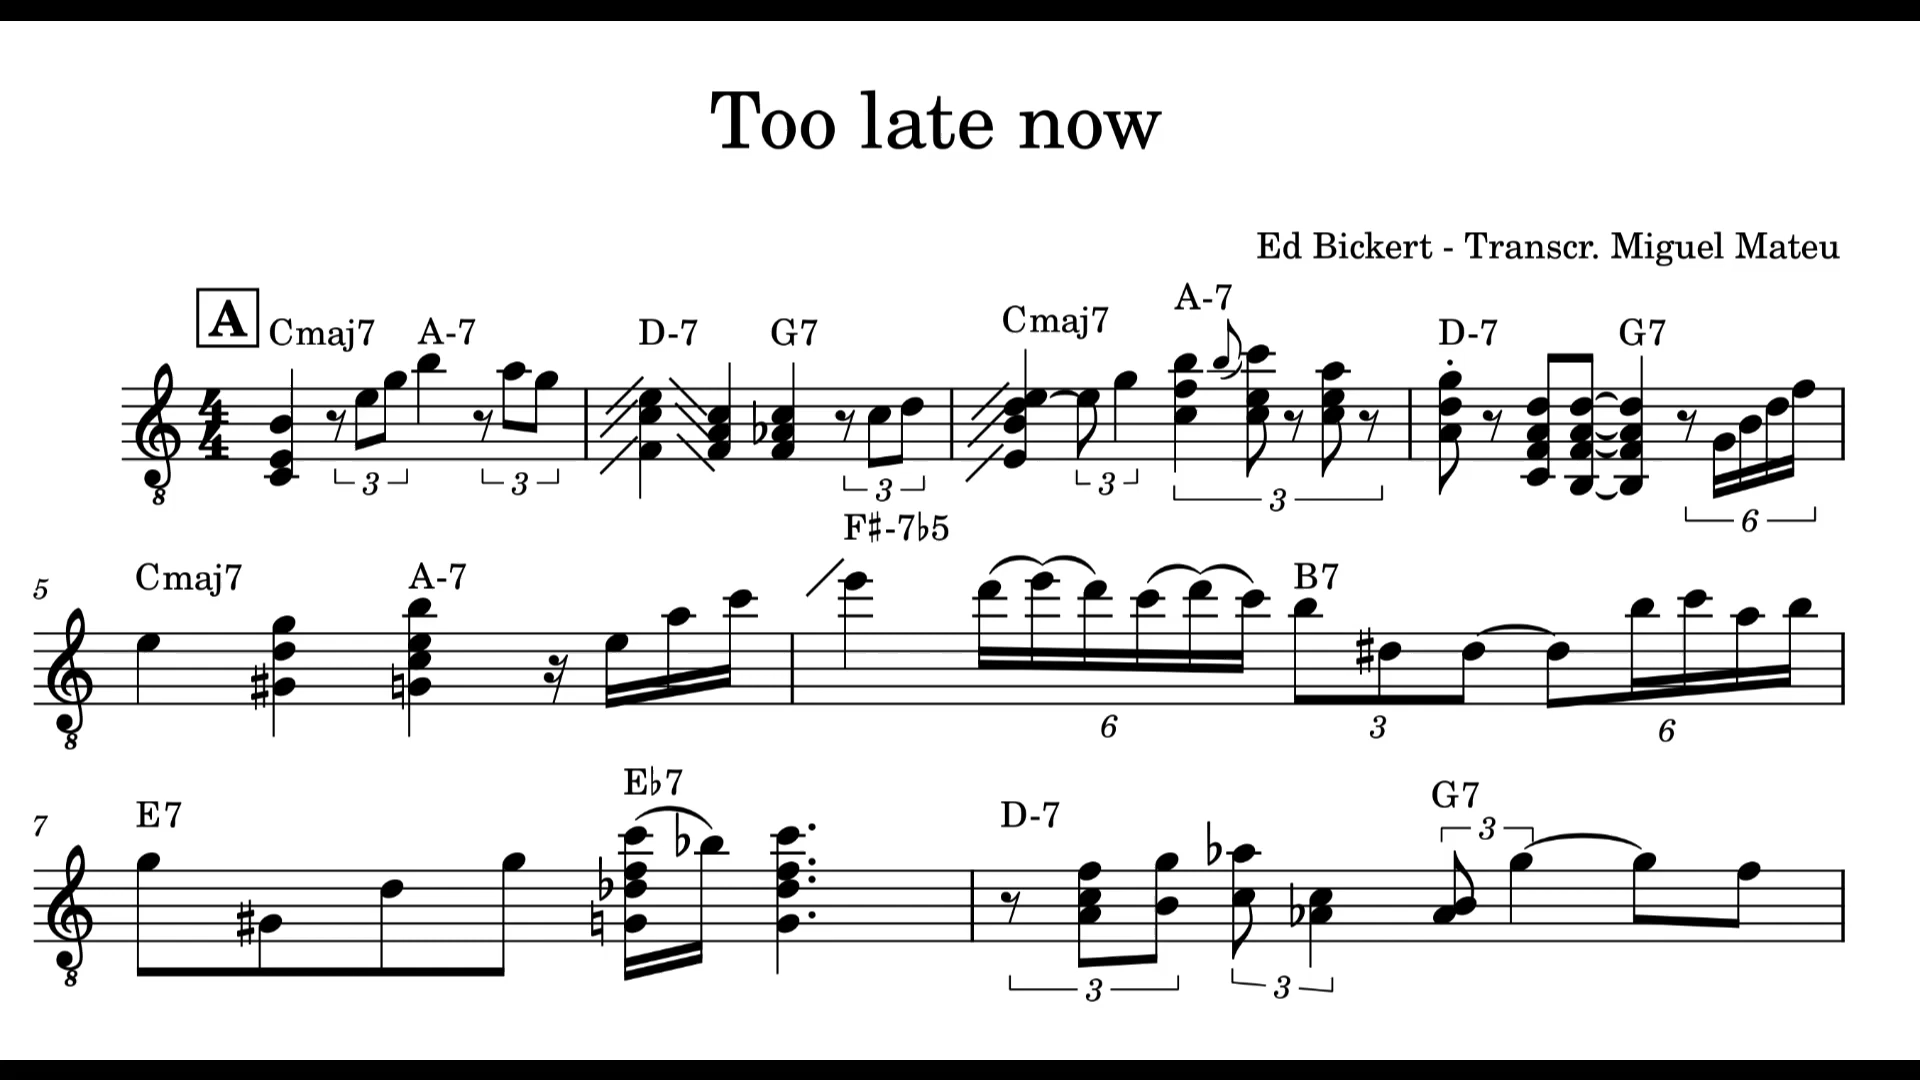 Too late now
Ed Bickert - Transcr. Miguel Mateu
A Cmaj7 A-7 D-7 G7 Cmaj7 A-7 D-7 G7
4
4
8
3 3 3 3 3 6
5 Cmaj7 A-7 F♯-7♭5 B7
8
6 3 6
7 E7 E♭7 D-7 G7
3
8
3 3